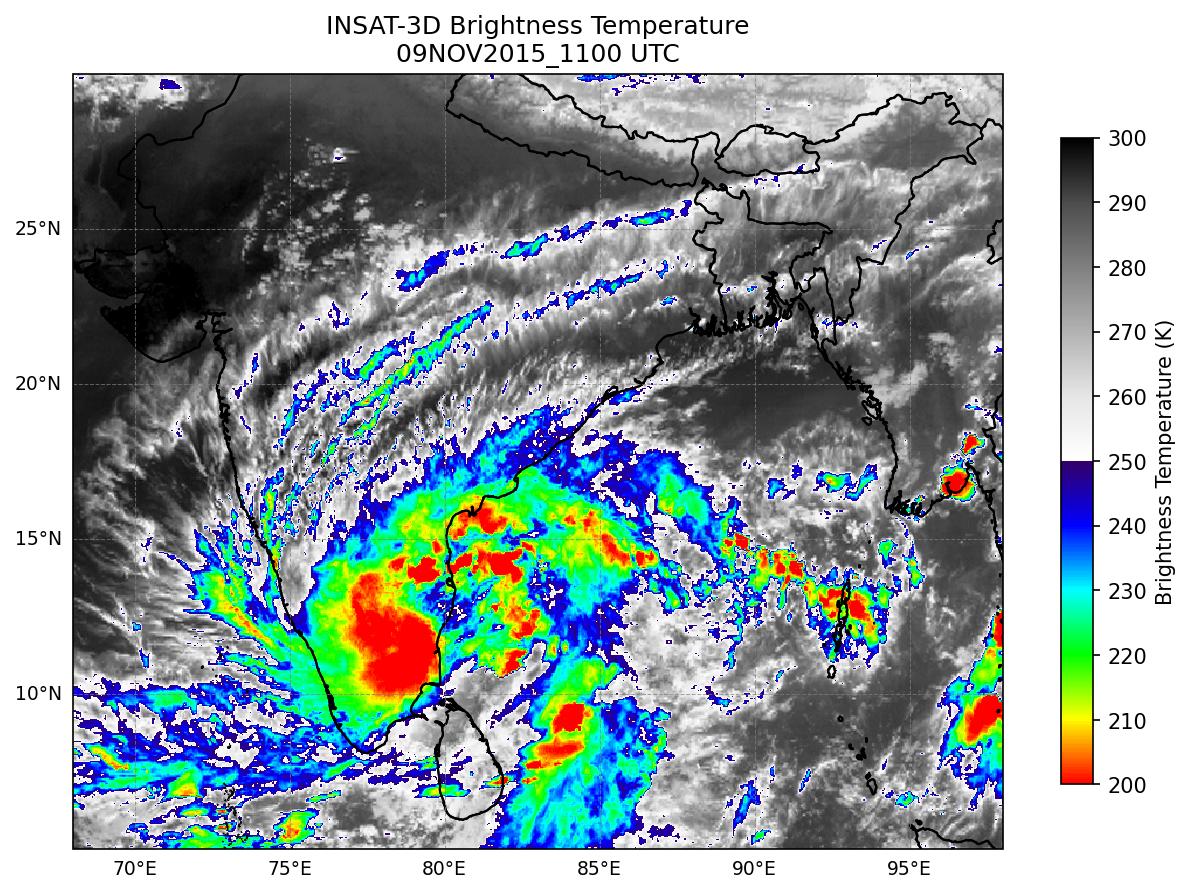 INSAT-3D Brightness Temperature
09NOV2015_1100 UTC
25°N
20°N
15°N
10°N
70°E
75°E
80°E
85°E
90°E
95°E
300
290
280
270
260
250
240
230
220
210
200
Brightness Temperature (K)